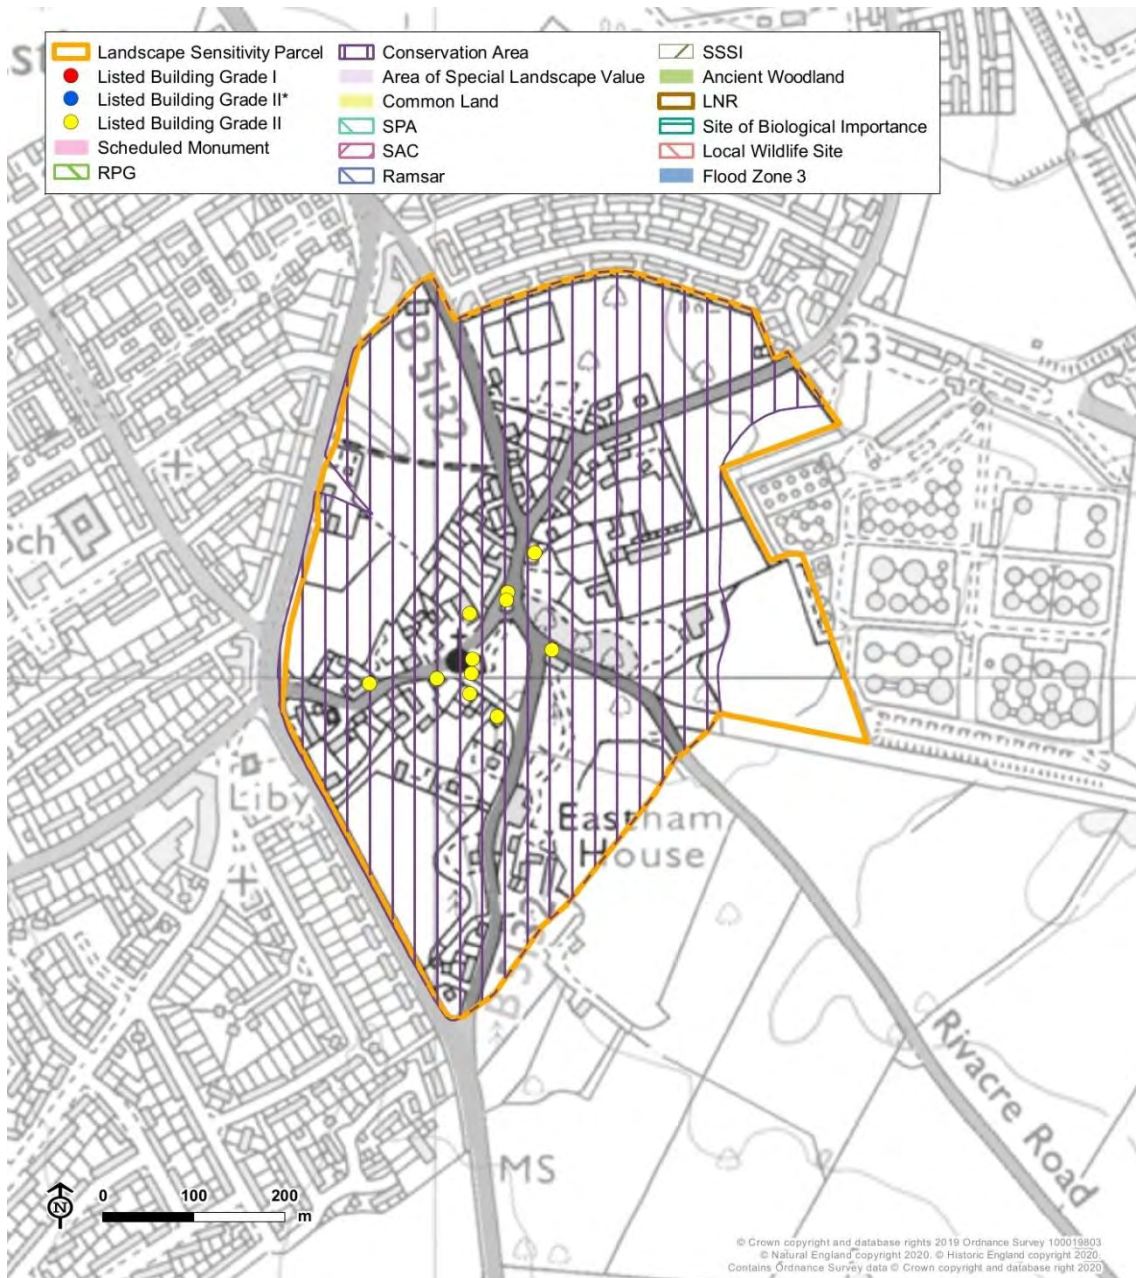 Landscape Sensitivity Parcel
Listed Building Grade I
Listed Building Grade II*
Listed Building Grade II
Scheduled Monument
RPG
Conservation Area
Area of Special Landscape Value
Common Land
SPA
SAC
Ramsar
SSSI
Ancient Woodland
LNR
Site of Biological Importance
Local Wildlife Site
Flood Zone 3
B 5132
23
och
Liby
Eastham
House
B 5132
Rivacre Road
MS
N
0 100 200
m
© Crown copyright and database rights 2019 Ordnance Survey 100019803
© Natural England copyright 2020. © Historic England copyright 2020.
Contains Ordnance Survey data © Crown copyright and database right 2020